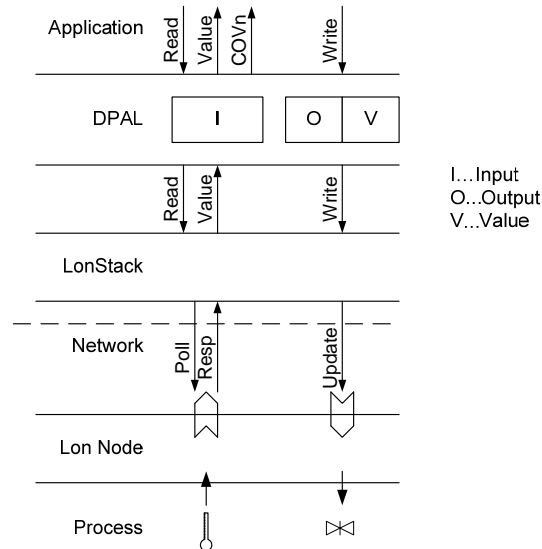 Application
Read
Value
COVn
Write
DPAL
I
O
V
I...Input
O...Output
V...Value
Read
Value
Write
LonStack
Network
Poll
Resp
Update
Lon Node
Process